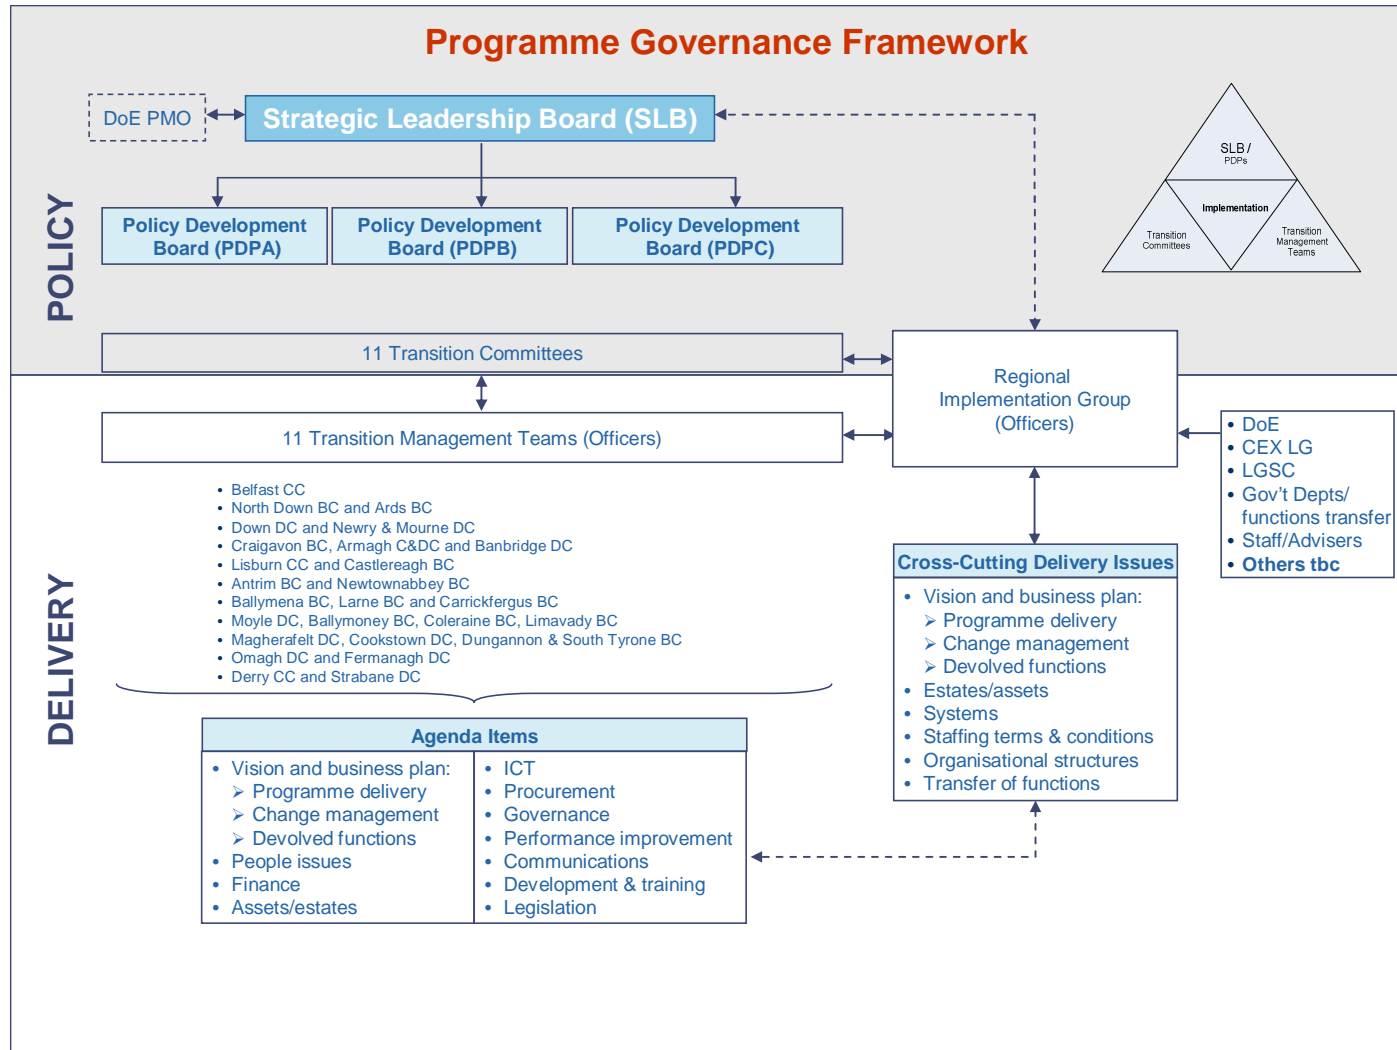 Programme Governance Framework
DoE PMO
Strategic Leadership Board (SLB)
SLB /
PDPs
Implementation
Transition
Committees
Transition
Management
Teams
POLICY
Policy Development
Board (PDPA)
Policy Development
Board (PDPB)
Policy Development
Board (PDPC)
11 Transition Committees
Regional
Implementation Group
(Officers)
DELIVERY
11 Transition Management Teams (Officers)
• DoE
• CEX LG
• LGSC
• Gov't Depts/
functions transfer
• Staff/Advisers
• Others tbc
• Belfast CC
• North Down BC and Ards BC
• Down DC and Newry & Mourne DC
• Craigavon BC, Armagh C&DC and Banbridge DC
• Lisburn CC and Castlereagh BC
• Antrim BC and Newtownabbey BC
• Ballymena BC, Larne BC and Carrickfergus BC
• Moyle DC, Ballymoney BC, Coleraine BC, Limavady BC
• Magherafelt DC, Cookstown DC, Dungannon & South Tyrone BC
• Omagh DC and Fermanagh DC
• Derry CC and Strabane DC
Cross-Cutting Delivery Issues
• Vision and business plan:
➢ Programme delivery
➢ Change management
➢ Devolved functions
• Estates/assets
• Systems
• Staffing terms & conditions
• Organisational structures
• Transfer of functions
Agenda Items
• Vision and business plan:
➢ Programme delivery
➢ Change management
➢ Devolved functions
• People issues
• Finance
• Assets/estates
• ICT
• Procurement
• Governance
• Performance improvement
• Communications
• Development & training
• Legislation